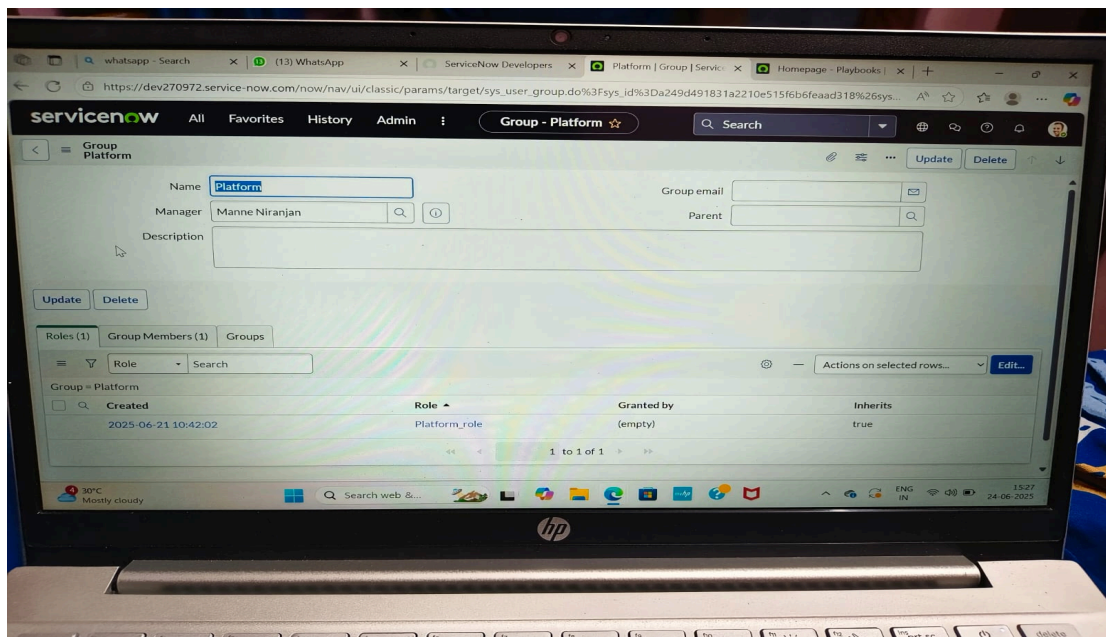 whatsapp - Search
(13) WhatsApp
ServiceNow Developers
Platform | Group | Servic
Homepage - Playbooks |
https://dev270972.service-now.com/now/nav/ui/classic/params/target/sys_user_group.do%3Fsys_id%3Da249d491831a2210e515f6b6feaad318%26sys...
servicenow All Favorites History Admin Group - Platform Search
Group
Platform
Update Delete
Name Platform Group email
Manager Manne Niranjan Parent
Description
Update Delete
Roles (1) Group Members (1) Groups
Role Search Actions on selected rows... Edit...
Group = Platform
Created Role Granted by Inherits
2025-06-21 10:42:02 Platform_role (empty) true
1 to 1 of 1
4 30°C
Mostly cloudy
Search web &...
ENG
IN
15:27
24-06-2025
hp
delete